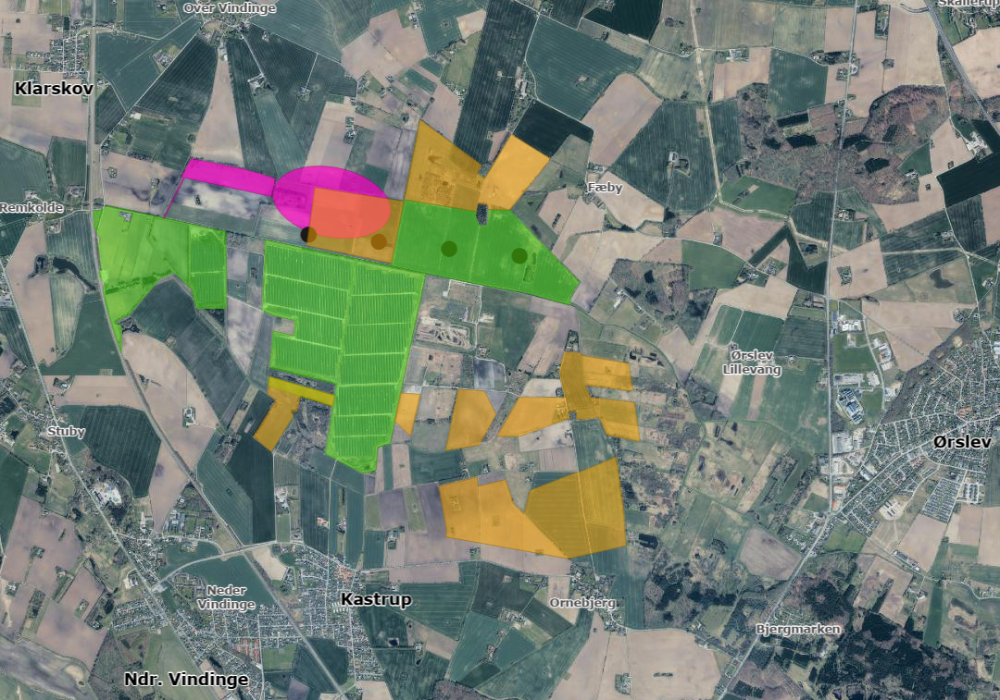 Over Vindinge
Skallerup
Klarskov
Fæby
Remkolde
Ørslev
Lillevang
Stuby
Ørslev
Neder
Vindinge
Kastrup
Ornebjerg
Bjergmarken
Ndr. Vindinge